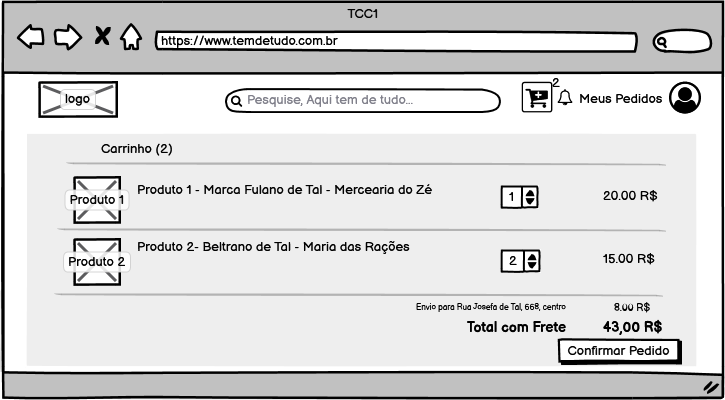 TCC1
https://www.temdetudo.com.br
logo
Pesquise, Aqui tem de tudo...
2
Meus Pedidos
Carrinho (2)
Produto 1
Produto 1 - Marca Fulano de Tal - Mercearia do Zé
1
20.00 R$
Produto 2
Produto 2- Beltrano de Tal - Maria das Rações
2
15.00 R$
Envio para Rua Josefa de Tal, 668, centro
8.00 R$
Total com Frete
43,00 R$
Confirmar Pedido